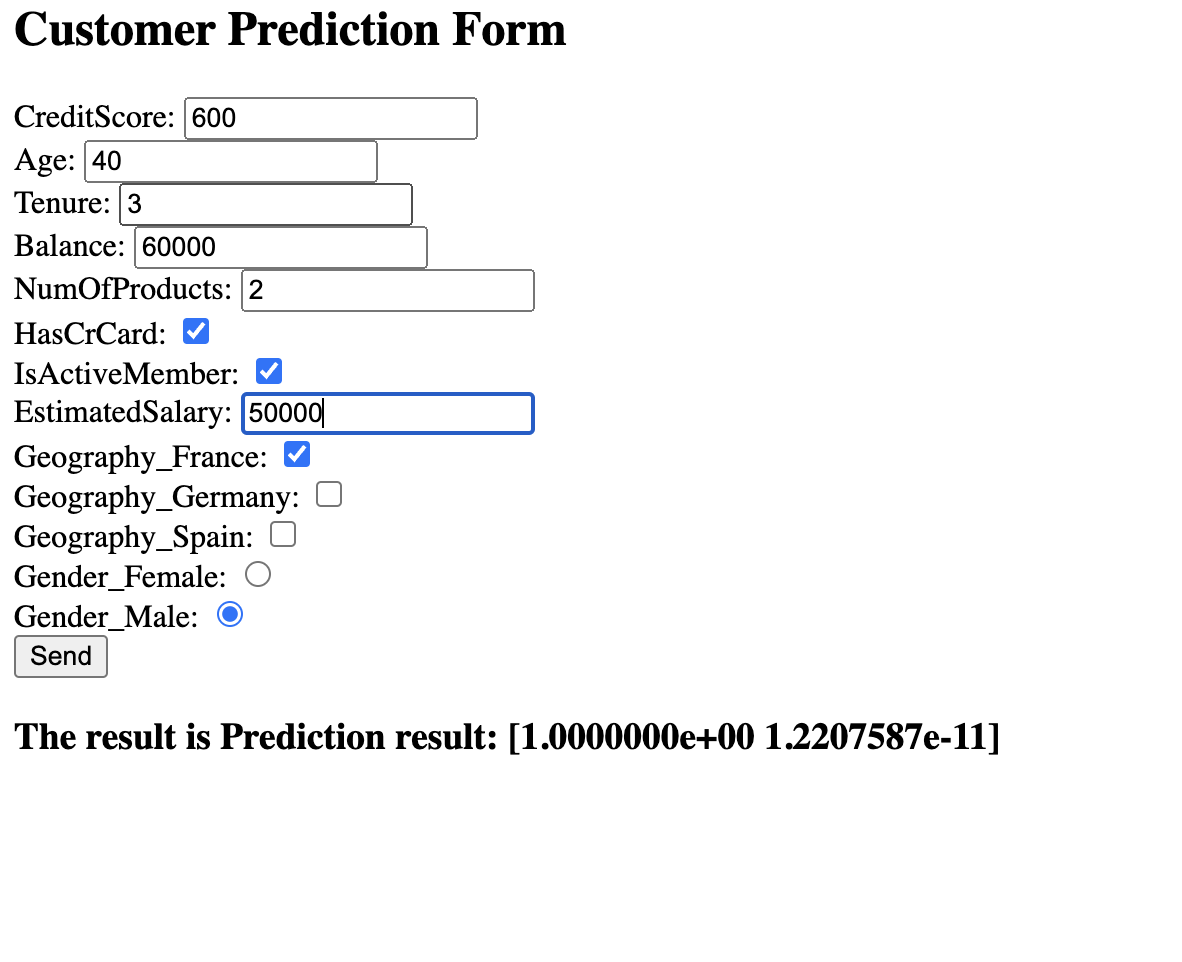 Customer Prediction Form
CreditScore: 600
Age: 40
Tenure: 3
Balance: 60000
NumOfProducts: 2
HasCrCard:
IsActiveMember:
EstimatedSalary: 50000
Geography_France:
Geography_Germany:
Geography_Spain:
Gender_Female:
Gender_Male:
Send
The result is Prediction result: [1.0000000e+00 1.2207587e-11]